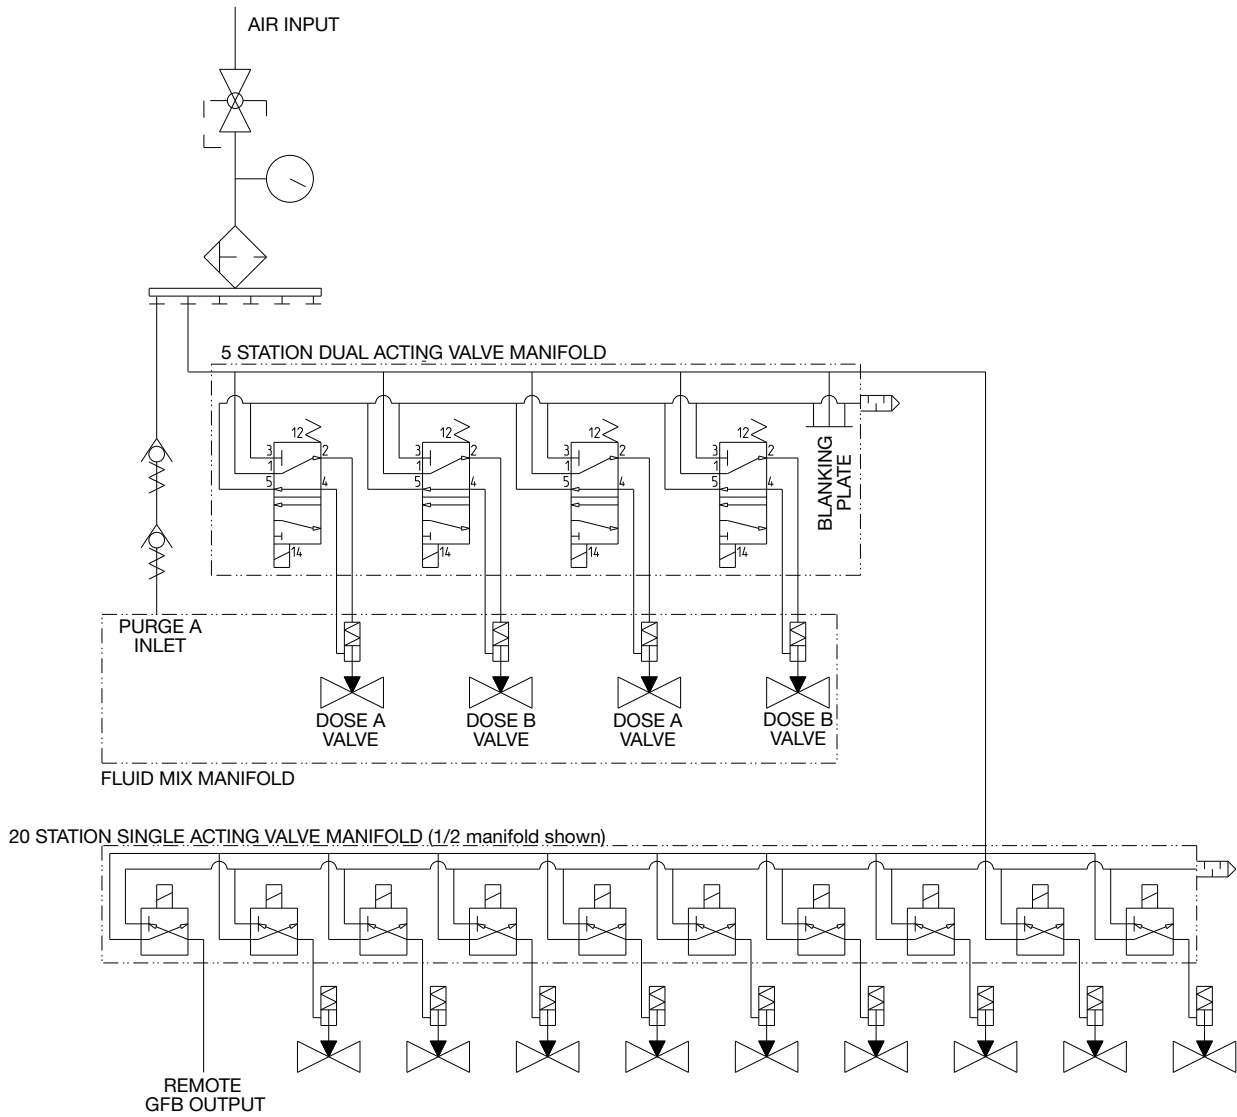 AIR INPUT
5 STATION DUAL ACTING VALVE MANIFOLD
12 12 12 12
3 2 3 2 3 2 3 2
1 1 1 1
5 4 5 4 5 4 5 4
14 14 14 14
BLANKING
PLATE
PURGE A
INLET
DOSE A
VALVE
DOSE B
VALVE
DOSE A
VALVE
DOSE B
VALVE
FLUID MIX MANIFOLD
20 STATION SINGLE ACTING VALVE MANIFOLD (1/2 manifold shown)
REMOTE
GFB OUTPUT